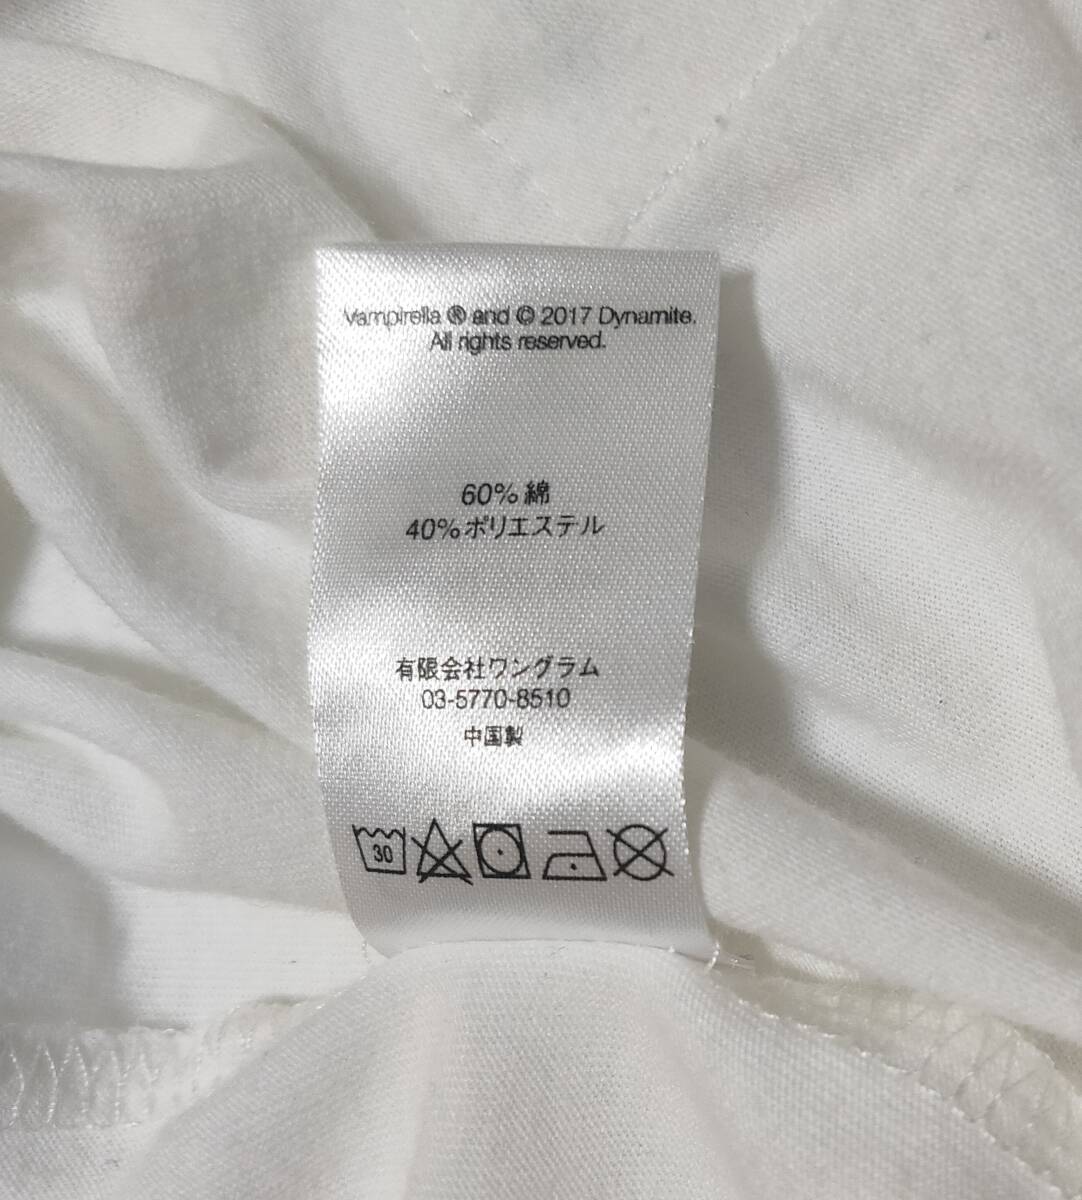 Vampirella ® and © 2017 Dynamite.
All rights reserved.
60%綿
40%ポリエステル
有限会社ワングラム
03-5770-8510
中国製
30